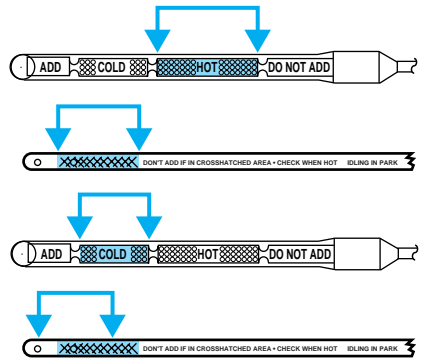 ADD COLD HOT DO NOT ADD
DON'T ADD IF IN CROSSHATCHED AREA • CHECK WHEN HOT IDLING IN PARK
ADD COLD HOT DO NOT ADD
DON'T ADD IF IN CROSSHATCHED AREA • CHECK WHEN HOT IDLING IN PARK